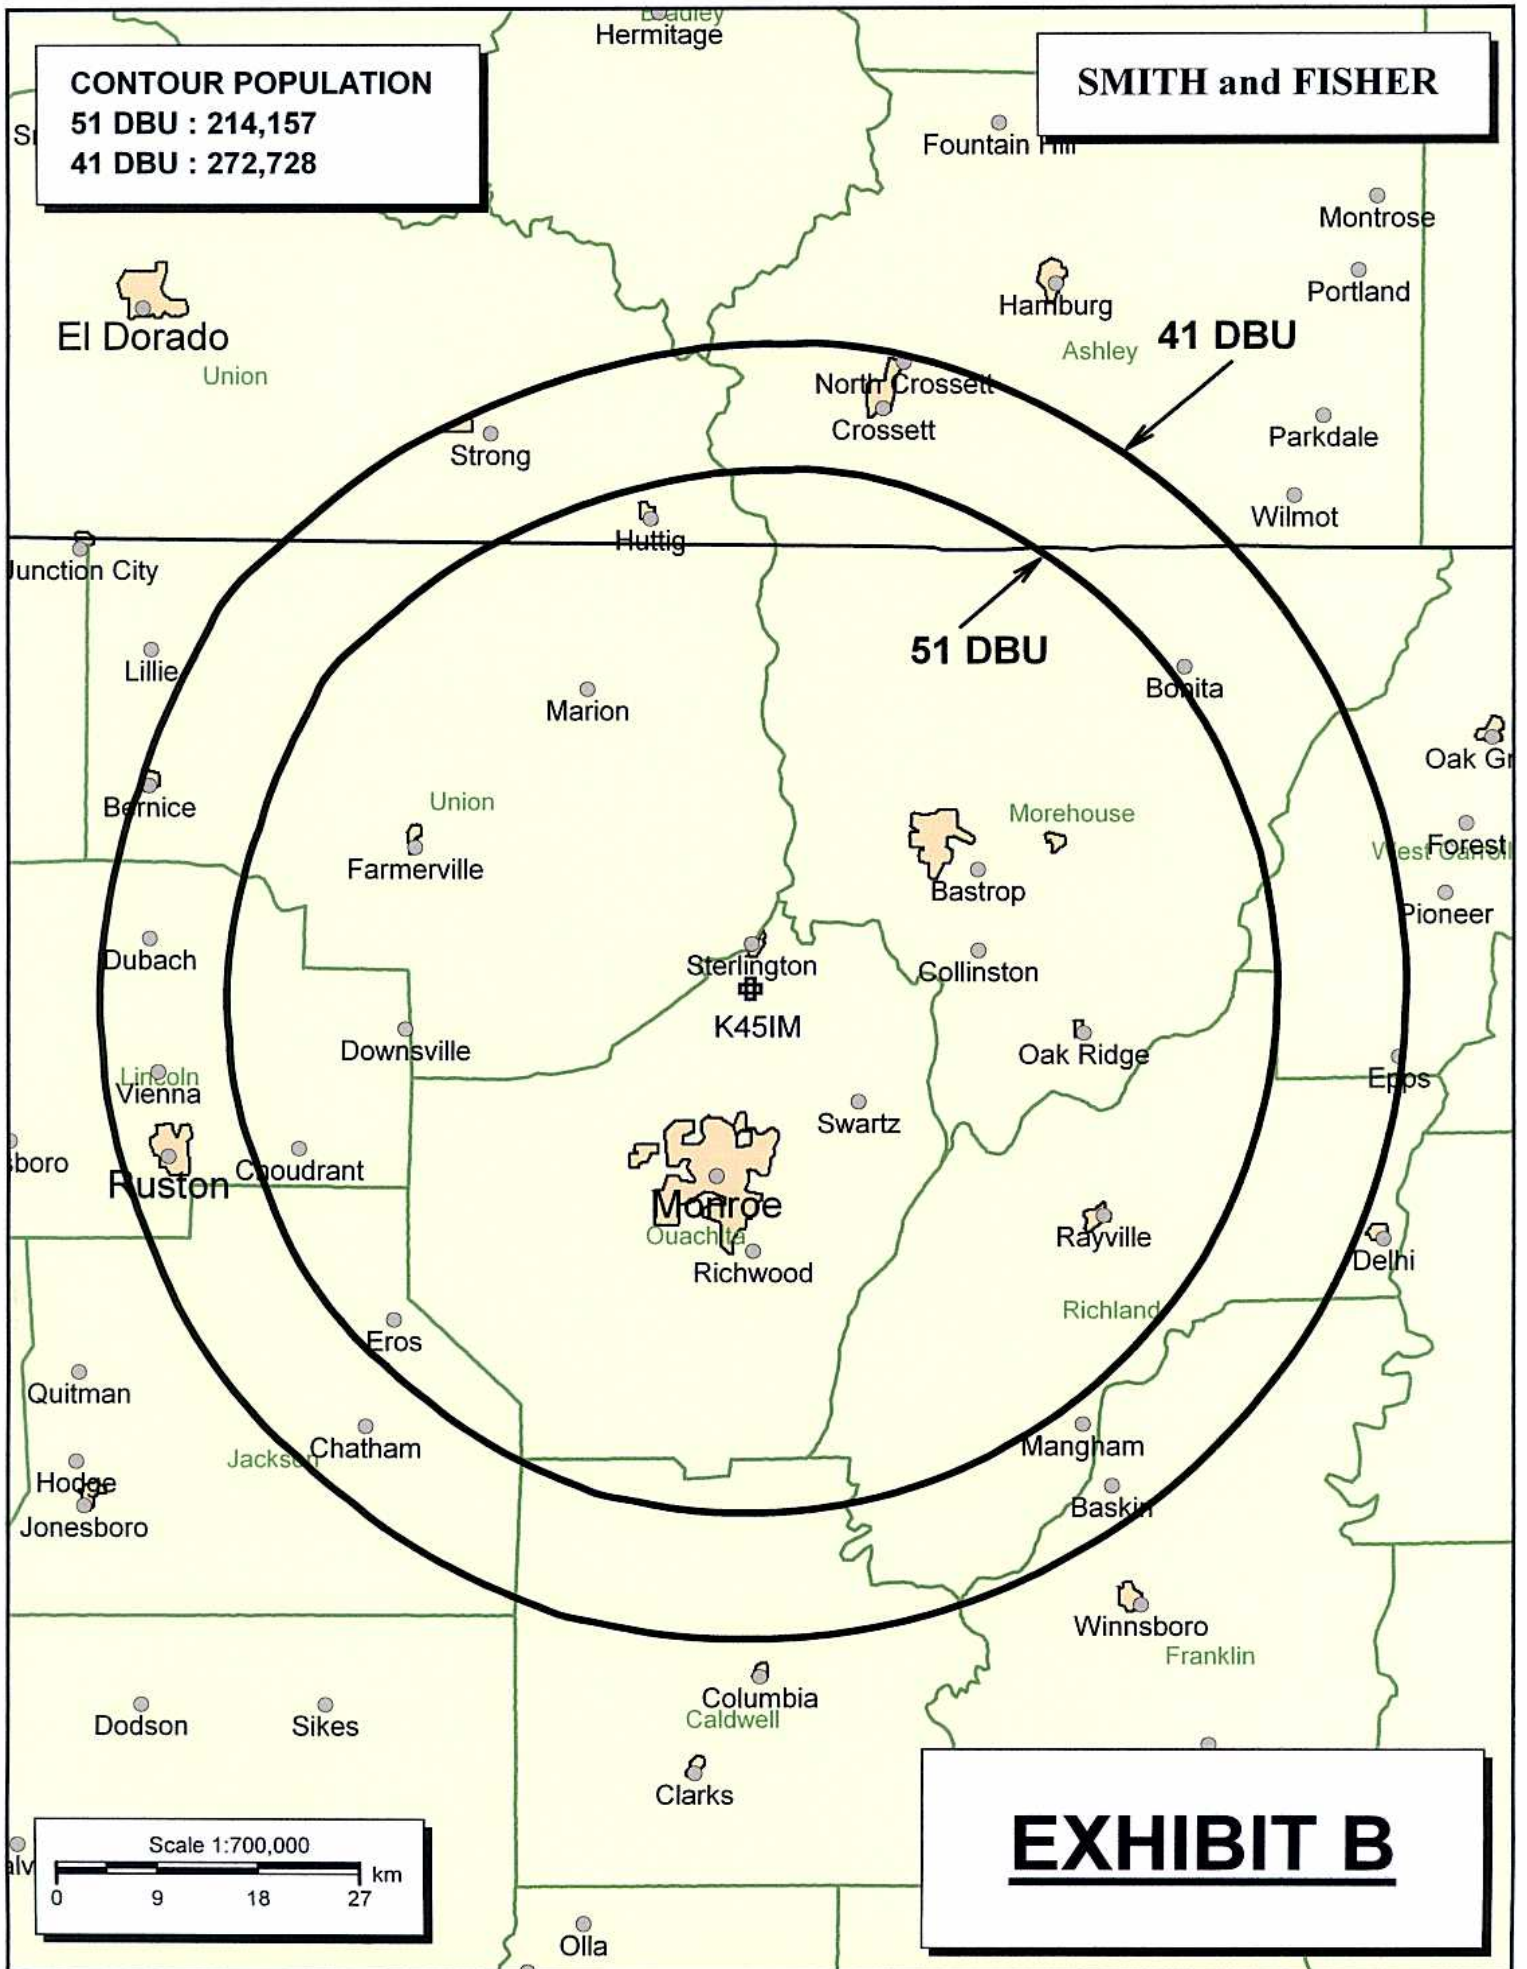 Bradley
Hermitage
CONTOUR POPULATION
51 DBU : 214,157
41 DBU : 272,728
SMITH and FISHER
Fountain Hill
Montrose
Portland
Hamburg
El Dorado
Union
Ashley
41 DBU
North Crossett
Crossett
Parkdale
Strong
Wilmot
Huttig
Junction City
51 DBU
Lillie
Bonita
Marion
Oak Gr
Bernice
Union
Morehouse
Forest
West Carroll
Farmerville
Bastrop
Pioneer
Dubach
Sterlington
Collinston
K45IM
Downsville
Oak Ridge
Lincoln
Vienna
Epps
Swartz
sboro
Choudrant
Ruston
Monroe
Ouachita
Rayville
Delhi
Richwood
Richland
Eros
Quitman
Chatham
Jackson
Mangham
Hodge
Baskin
Jonesboro
Winnsboro
Franklin
Columbia
Caldwell
Dodson
Sikes
Clarks
EXHIBIT B
Scale 1:700,000
km
0 9 18 27
Olla